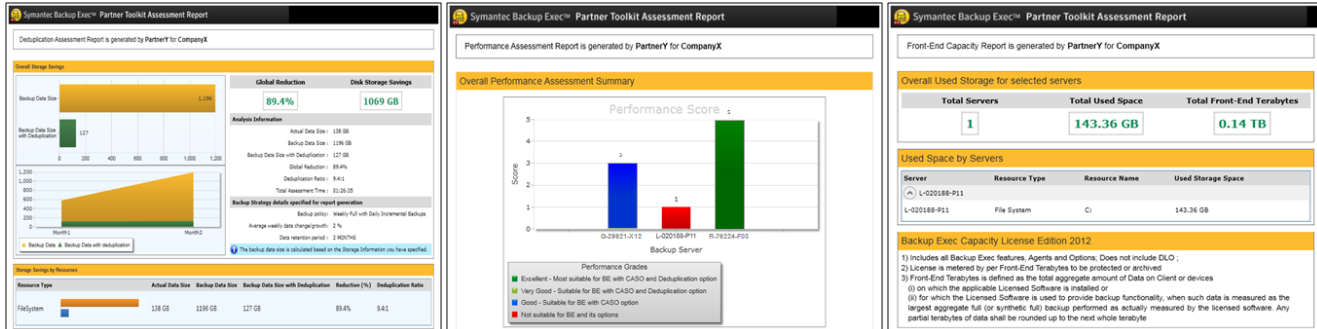 Symantec Backup Exec™ Partner Toolkit Assessment Report
Deduplication Assessment Report is generated by PartnerY for CompanyX
Overall Storage Savings
Backup Data Size
1,196
Backup Data Size
with Deduplication
127
0 200 400 600 800 1,000 1,200
1,200
1,000
800
600
400
200
0
Month1 Month2
Backup Data Backup Data with deduplication
Global Reduction Disk Storage Savings
89.4% 1069 GB
Analysis Information
Actual Data Size : 138 GB
Backup Data Size : 1196 GB
Backup Data Size with Deduplication : 127 GB
Global Reduction : 89.4%
Deduplication Ratio : 9.4:1
Total Assessment Time : 01:26:35
Backup Strategy details specified for report generation
Backup policy: Weekly Full with Daily Incremental Backups
Average weekly data change/growth: 2 %
Data retention period : 2 MONTHS
The backup data size is calculated based on the Storage Information you have specified.
Storage Savings by Resources
Resource Type Actual Data Size Backup Data Size Backup Data Size with Deduplication Reduction (%) Deduplication Ratio
FileSystem 138 GB 1196 GB 127 GB 89.4% 9.4:1
Symantec Backup Exec™ Partner Toolkit Assessment Report
Performance Assessment Report is generated by PartnerY for CompanyX
Overall Performance Assessment Summary
Performance Score
5
4
3
2
1
0
Score
3
1
5
G-28921-X12 L-020188-P11 R-76224-F03
Backup Server
Performance Grades
Excellent - Most suitable for BE with CASO and Deduplication option
Very Good - Suitable for BE with CASO and Deduplication option
Good - Suitable for BE with CASO option
Not suitable for BE and its options
Symantec Backup Exec™ Partner Toolkit Assessment Report
Front-End Capacity Report is generated by PartnerY for CompanyX
Overall Used Storage for selected servers
Total Servers Total Used Space Total Front-End Terabytes
1 143.36 GB 0.14 TB
Used Space by Servers
Server Resource Type Resource Name Used Storage Space
L-020188-P11
L-020188-P11 File System C: 143.36 GB
Backup Exec Capacity License Edition 2012
1) Includes all Backup Exec features, Agents and Options; Does not include DLO ;
2) License is metered by per Front-End Terabytes to be protected or archived
3) Front-End Terabytes is defined as the total aggregate amount of Data on Client or devices
(i) on which the applicable Licensed Software is installed or
(ii) for which the Licensed Software is used to provide backup functionality, when such data is measured as the
largest aggregate full (or synthetic full) backup performed as actually measured by the licensed software. Any
partial terabytes of data shall be rounded up to the next whole terabyte